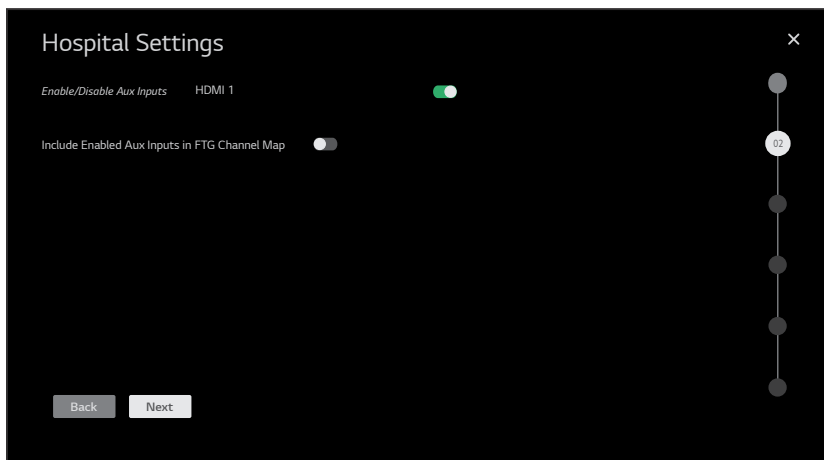 Hospital Settings
Enable/Disable Aux Inputs HDMI 1
02
Include Enabled Aux Inputs in FTG Channel Map
Back Next